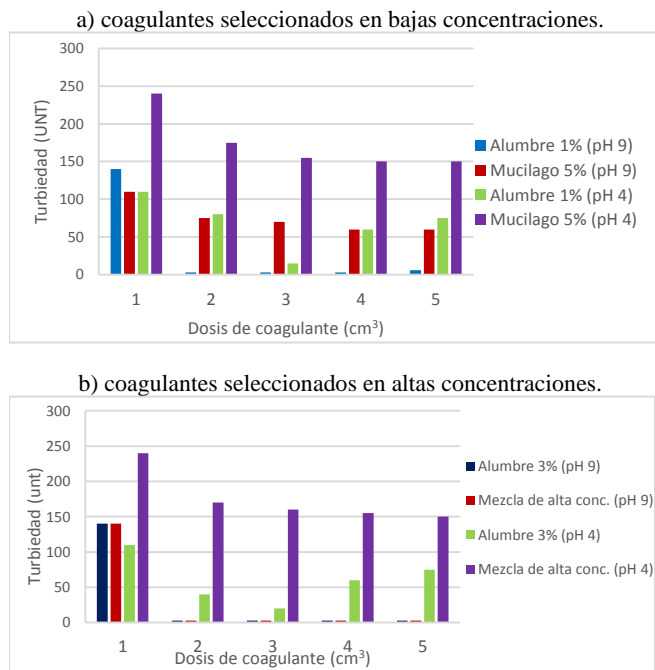 a) coagulantes seleccionados en bajas concentraciones.
300
250
200
150
100
50
0
Turbiedad (UNT)
1 2 3 4 5
Dosis de coagulante (cm³)
Alumbre 1% (pH 9)
Mucilago 5% (pH 9)
Alumbre 1% (pH 4)
Mucilago 5% (pH 4)
b) coagulantes seleccionados en altas concentraciones.
300
250
200
150
100
50
0
Turbiedad (unt)
1 2 3 4 5
Dosis de coagulante (cm³)
Alumbre 3% (pH 9)
Mezcla de alta conc. (pH 9)
Alumbre 3% (pH 4)
Mezcla de alta conc. (pH 4)